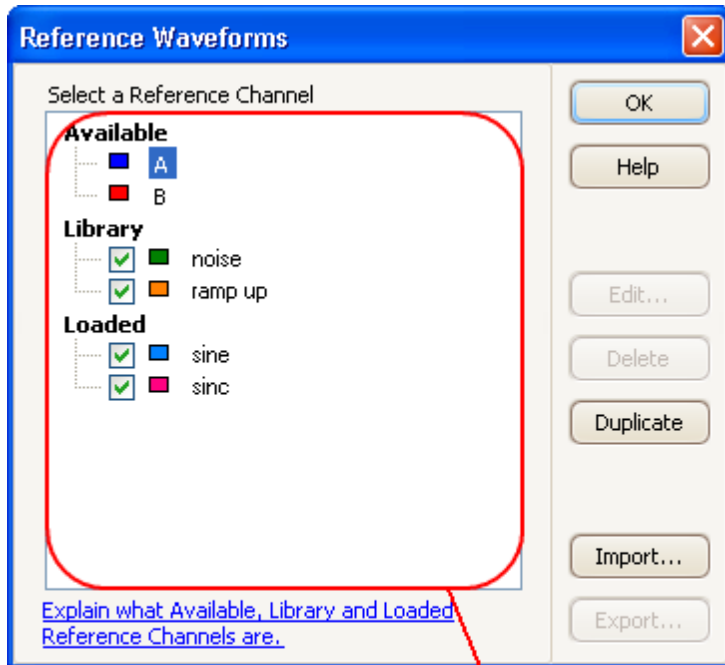 Reference Waveforms
Select a Reference Channel
Available
A
B
Library
noise
ramp up
Loaded
sine
sinc
Explain what Available, Library and Loaded
Reference Channels are.
OK
Help
Edit...
Delete
Duplicate
Import...
Export...